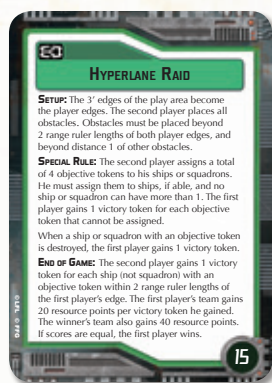 HYPERLANE RAID
SETUP: The 3' edges of the play area become
the player edges. The second player places all
obstacles. Obstacles must be placed beyond
2 range ruler lengths of both player edges, and
beyond distance 1 of other obstacles.
SPECIAL RULE: The second player assigns a total
of 4 objective tokens to his ships or squadrons.
He must assign them to ships, if able, and no
ship or squadron can have more than 1. The first
player gains 1 victory token for each objective
token that cannot be assigned.
When a ship or squadron with an objective token
is destroyed, the first player gains 1 victory token.
END OF GAME: The second player gains 1 victory
token for each ship (not squadron) with an
objective token within 2 range ruler lengths of
the first player's edge. The first player's team gains
20 resource points per victory token he gained.
The winner's team also gains 40 resource points.
If scores are equal, the first player wins.
©LFL ©FFG
15